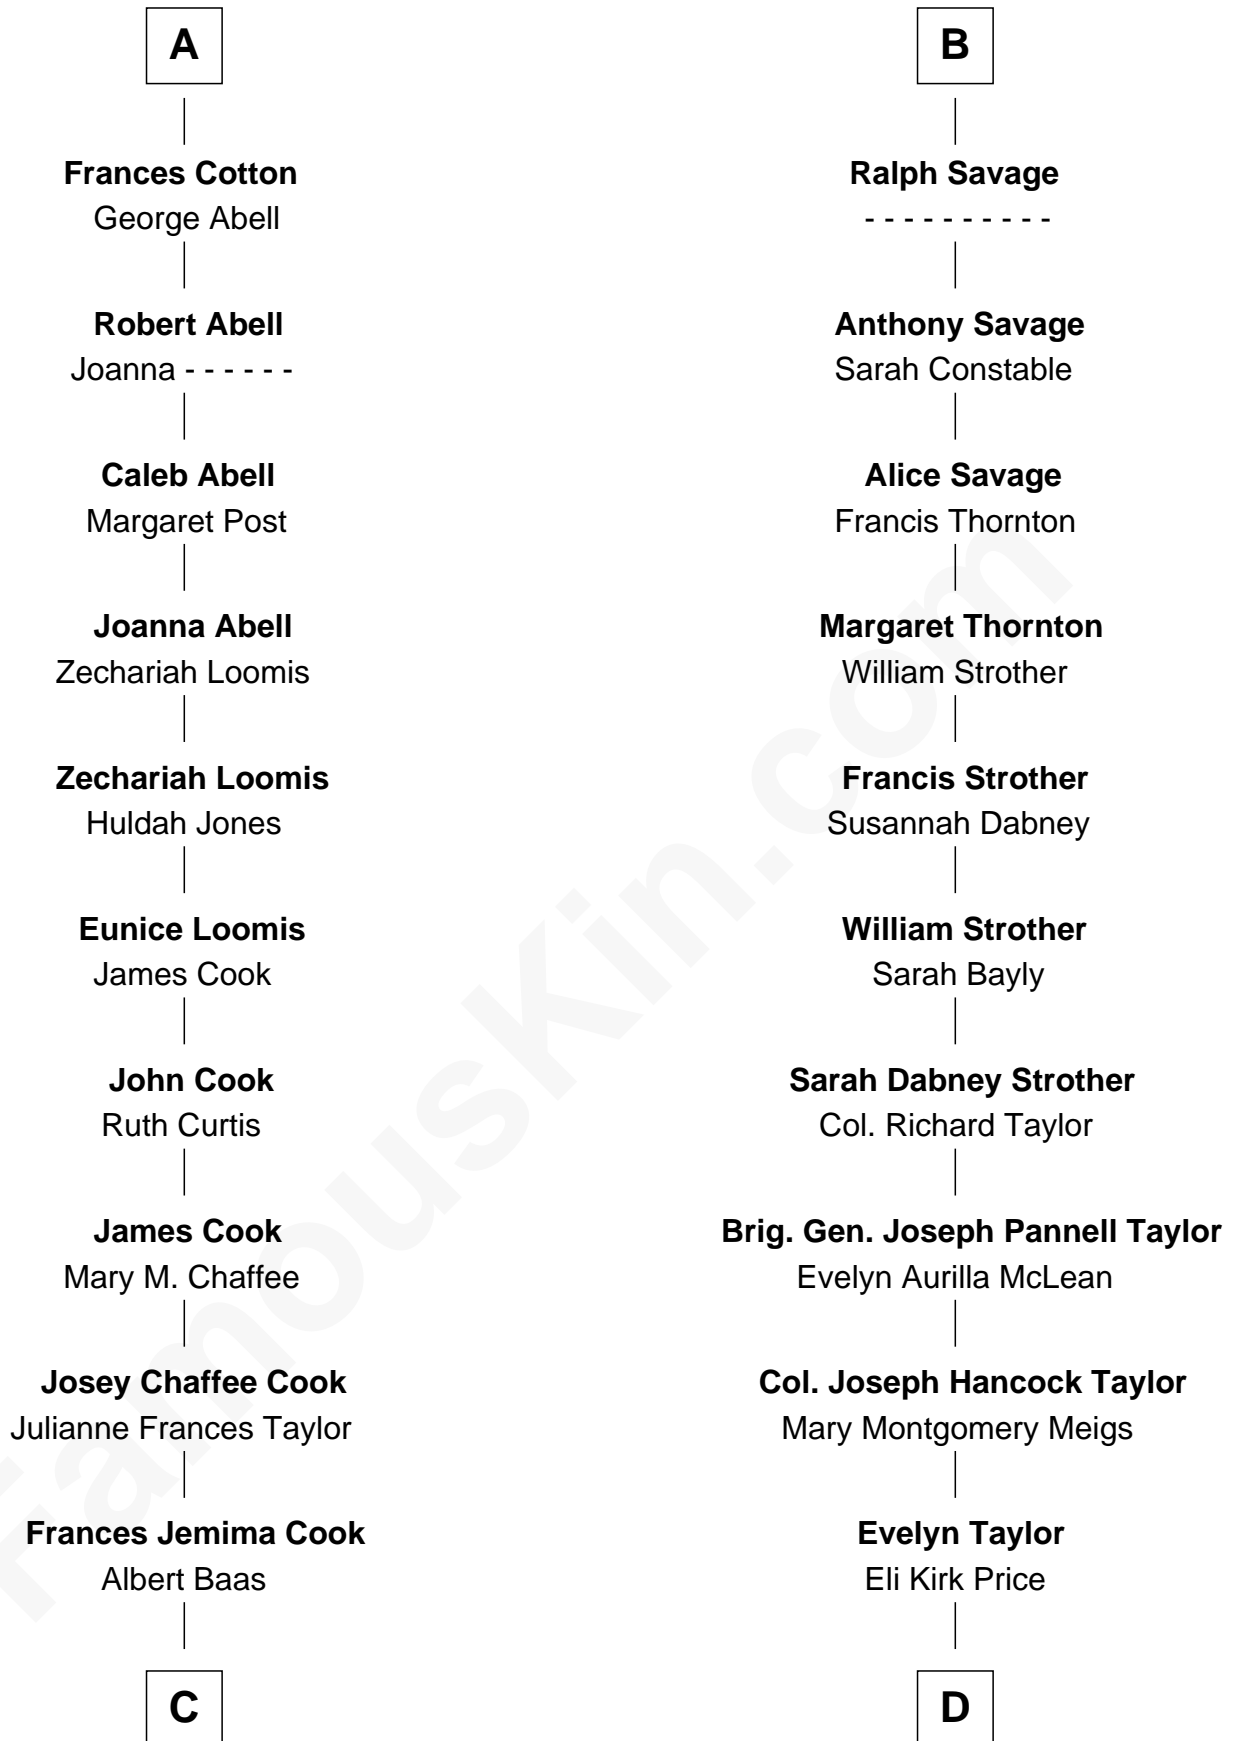 A
Frances Cotton
George Abell
Robert Abell
Joanna - - - - - -
Caleb Abell
Margaret Post
Joanna Abell
Zechariah Loomis
Zechariah Loomis
Huldah Jones
Eunice Loomis
James Cook
John Cook
Ruth Curtis
James Cook
Mary M. Chaffee
Josey Chaffee Cook
Julianne Frances Taylor
Frances Jemima Cook
Albert Baas
C
B
Ralph Savage
- - - - - - - - - -
Anthony Savage
Sarah Constable
Alice Savage
Francis Thornton
Margaret Thornton
William Strother
Francis Strother
Susannah Dabney
William Strother
Sarah Bayly
Sarah Dabney Strother
Col. Richard Taylor
Brig. Gen. Joseph Pannell Taylor
Evelyn Aurilla McLean
Col. Joseph Hancock Taylor
Mary Montgomery Meigs
Evelyn Taylor
Eli Kirk Price
D
FamousKin.com